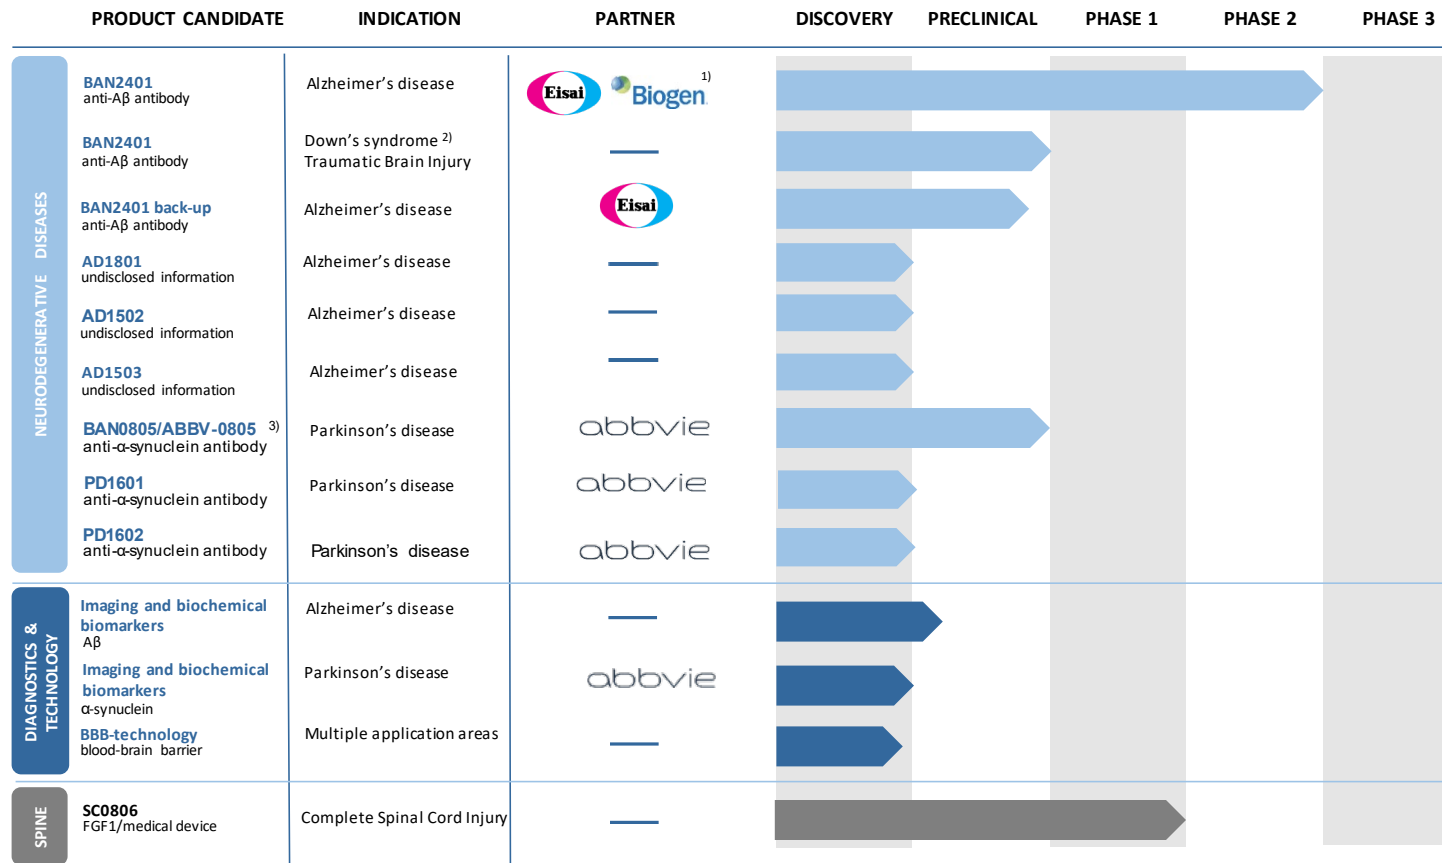 PRODUCT CANDIDATE INDICATION PARTNER DISCOVERY PRECLINICAL PHASE 1 PHASE 2 PHASE 3
NEURODEGENERATIVE DISEASES
BAN2401 Alzheimer's disease Eisai Biogen 1)
anti-Aβ antibody
BAN2401 Down's syndrome 2)
anti-Aβ antibody Traumatic Brain Injury
BAN2401 back-up Alzheimer's disease Eisai
anti-Aβ antibody
AD1801 Alzheimer's disease
undisclosed information
AD1502 Alzheimer's disease
undisclosed information
AD1503 Alzheimer's disease
undisclosed information
BAN0805/ABBV-0805 3) Parkinson's disease abbvie
anti-α-synuclein antibody
PD1601 Parkinson's disease abbvie
anti-α-synuclein antibody
PD1602 Parkinson's disease abbvie
anti-α-synuclein antibody
DIAGNOSTICS &
TECHNOLOGY
Imaging and biochemical Alzheimer's disease
biomarkers
Aβ
Imaging and biochemical Parkinson's disease abbvie
biomarkers
α-synuclein
BBB-technology Multiple application areas
blood-brain barrier
SPINE
SC0806 Complete Spinal Cord Injury
FGF1/medical device